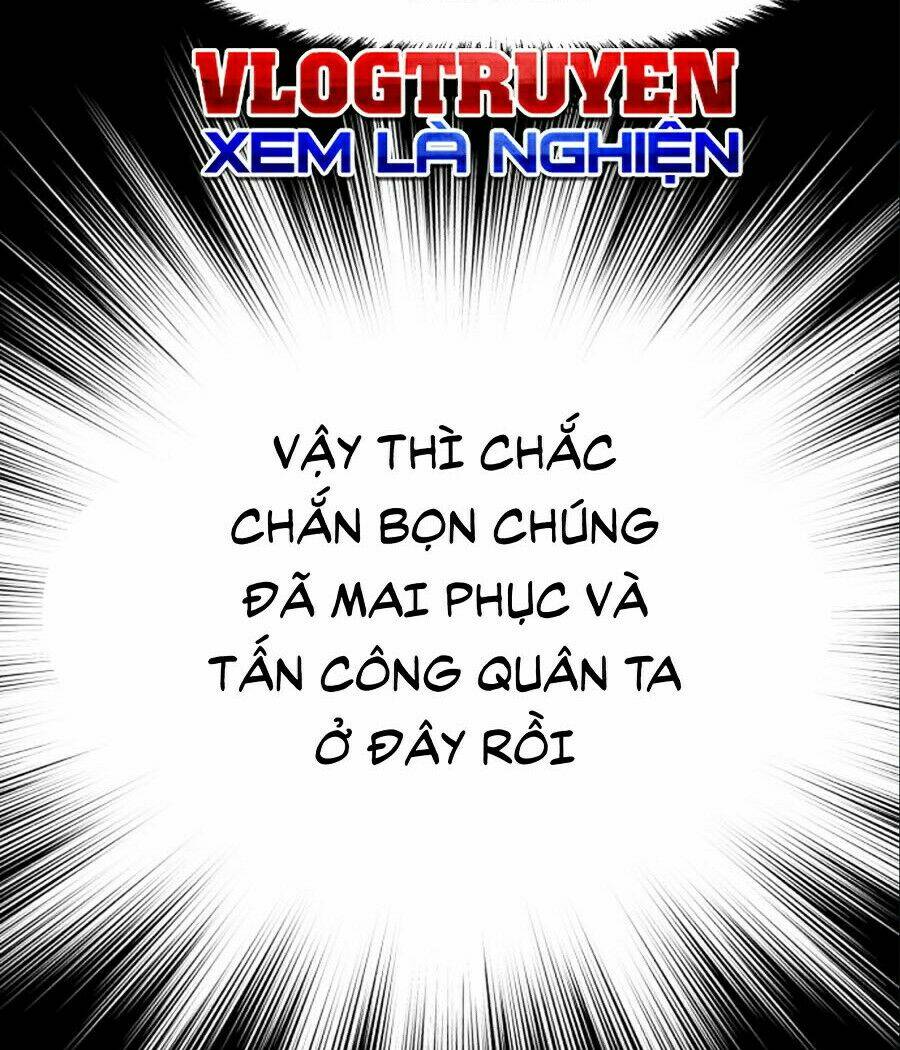 VLOGTRUYEN
XEM LÀ NGHIỆN
VẬY THÌ CHẮC
CHẮN BỌN CHÚNG
ĐÃ MAI PHỤC VÀ
TẤN CÔNG QUÂN TA
Ở ĐÂY RỒI